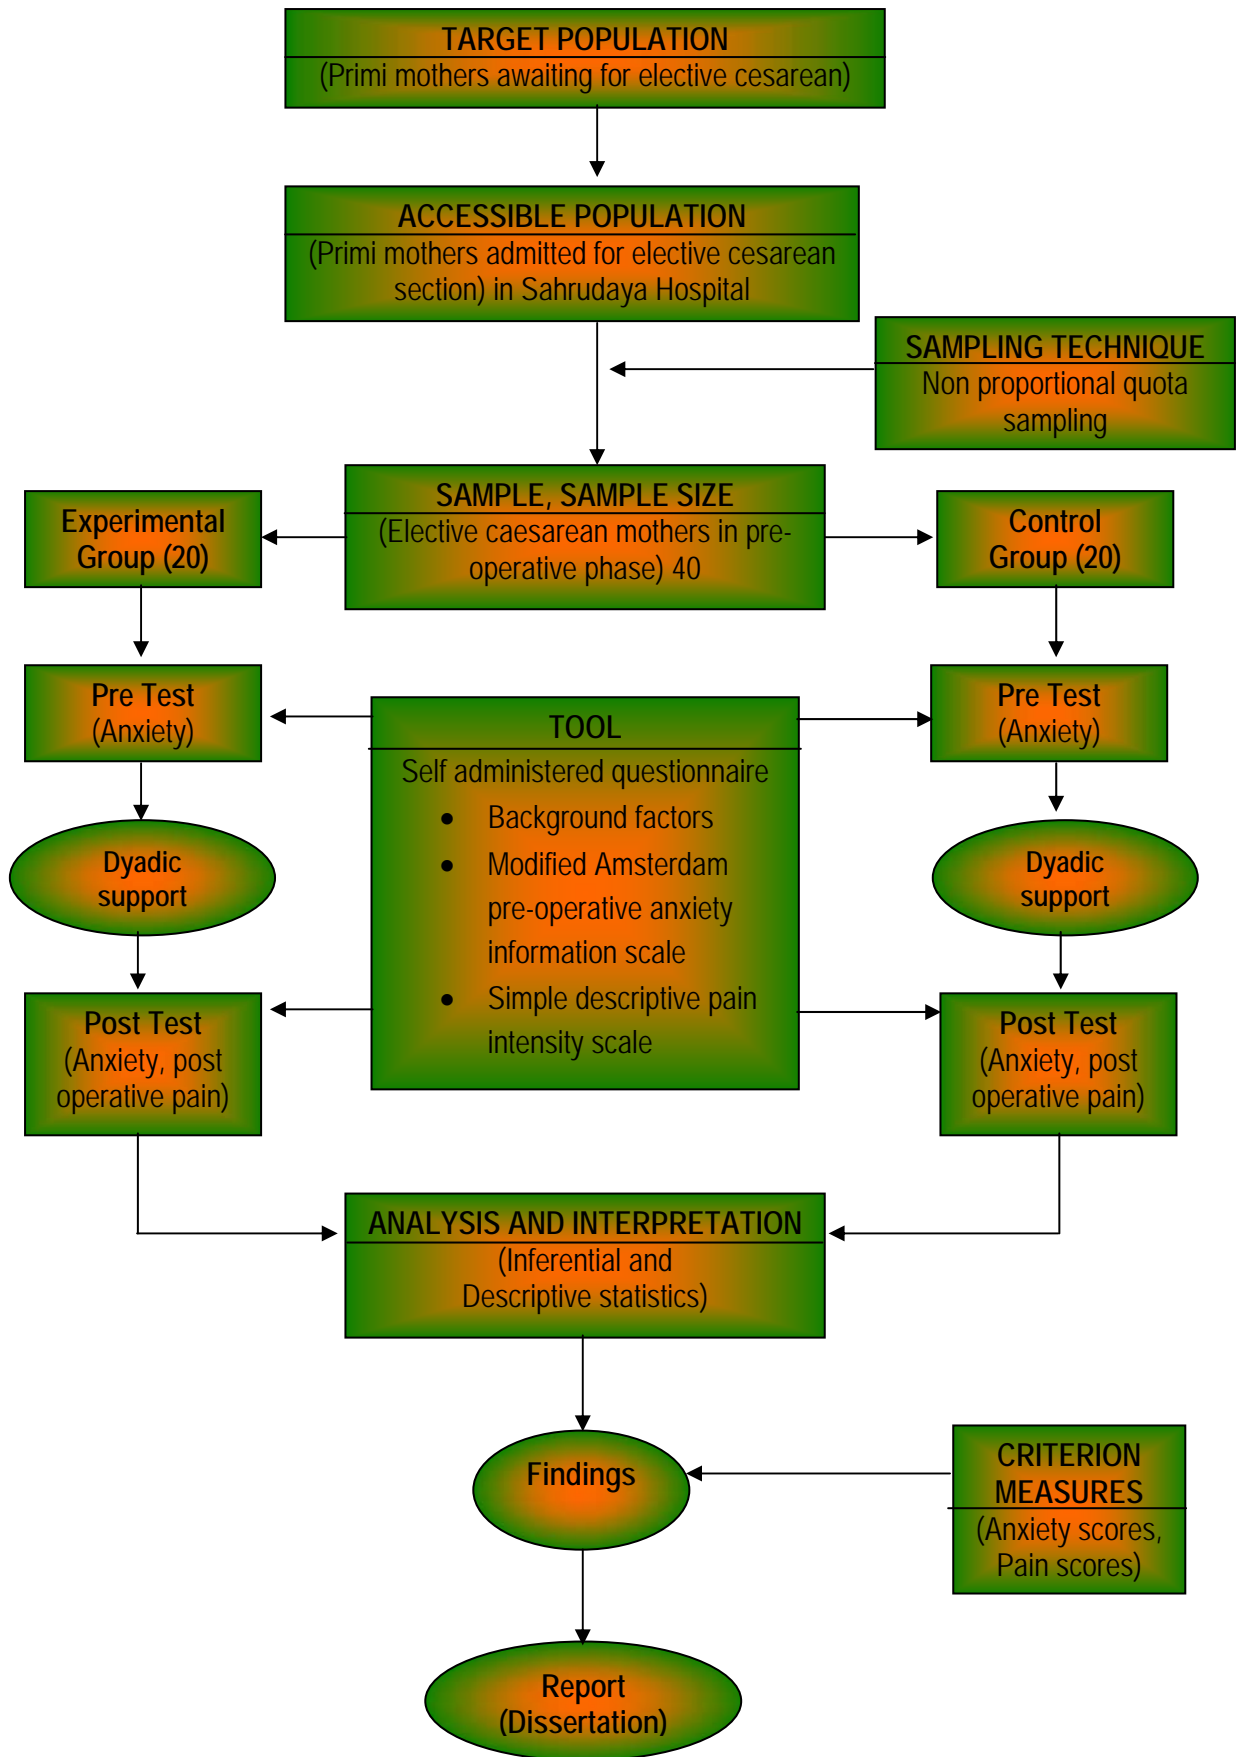 TARGET POPULATION
(Primi mothers awaiting for elective cesarean)
ACCESSIBLE POPULATION
(Primi mothers admitted for elective cesarean
section) in Sahrudaya Hospital
SAMPLING TECHNIQUE
Non proportional quota
sampling
SAMPLE, SAMPLE SIZE
(Elective caesarean mothers in pre-
operative phase) 40
Experimental
Group (20)
Control
Group (20)
Pre Test
(Anxiety)
TOOL
Self administered questionnaire
• Background factors
• Modified Amsterdam
pre-operative anxiety
information scale
• Simple descriptive pain
intensity scale
Pre Test
(Anxiety)
Dyadic
support
Dyadic
support
Post Test
(Anxiety, post
operative pain)
Post Test
(Anxiety, post
operative pain)
ANALYSIS AND INTERPRETATION
(Inferential and
Descriptive statistics)
Findings
CRITERION
MEASURES
(Anxiety scores,
Pain scores)
Report
(Dissertation)